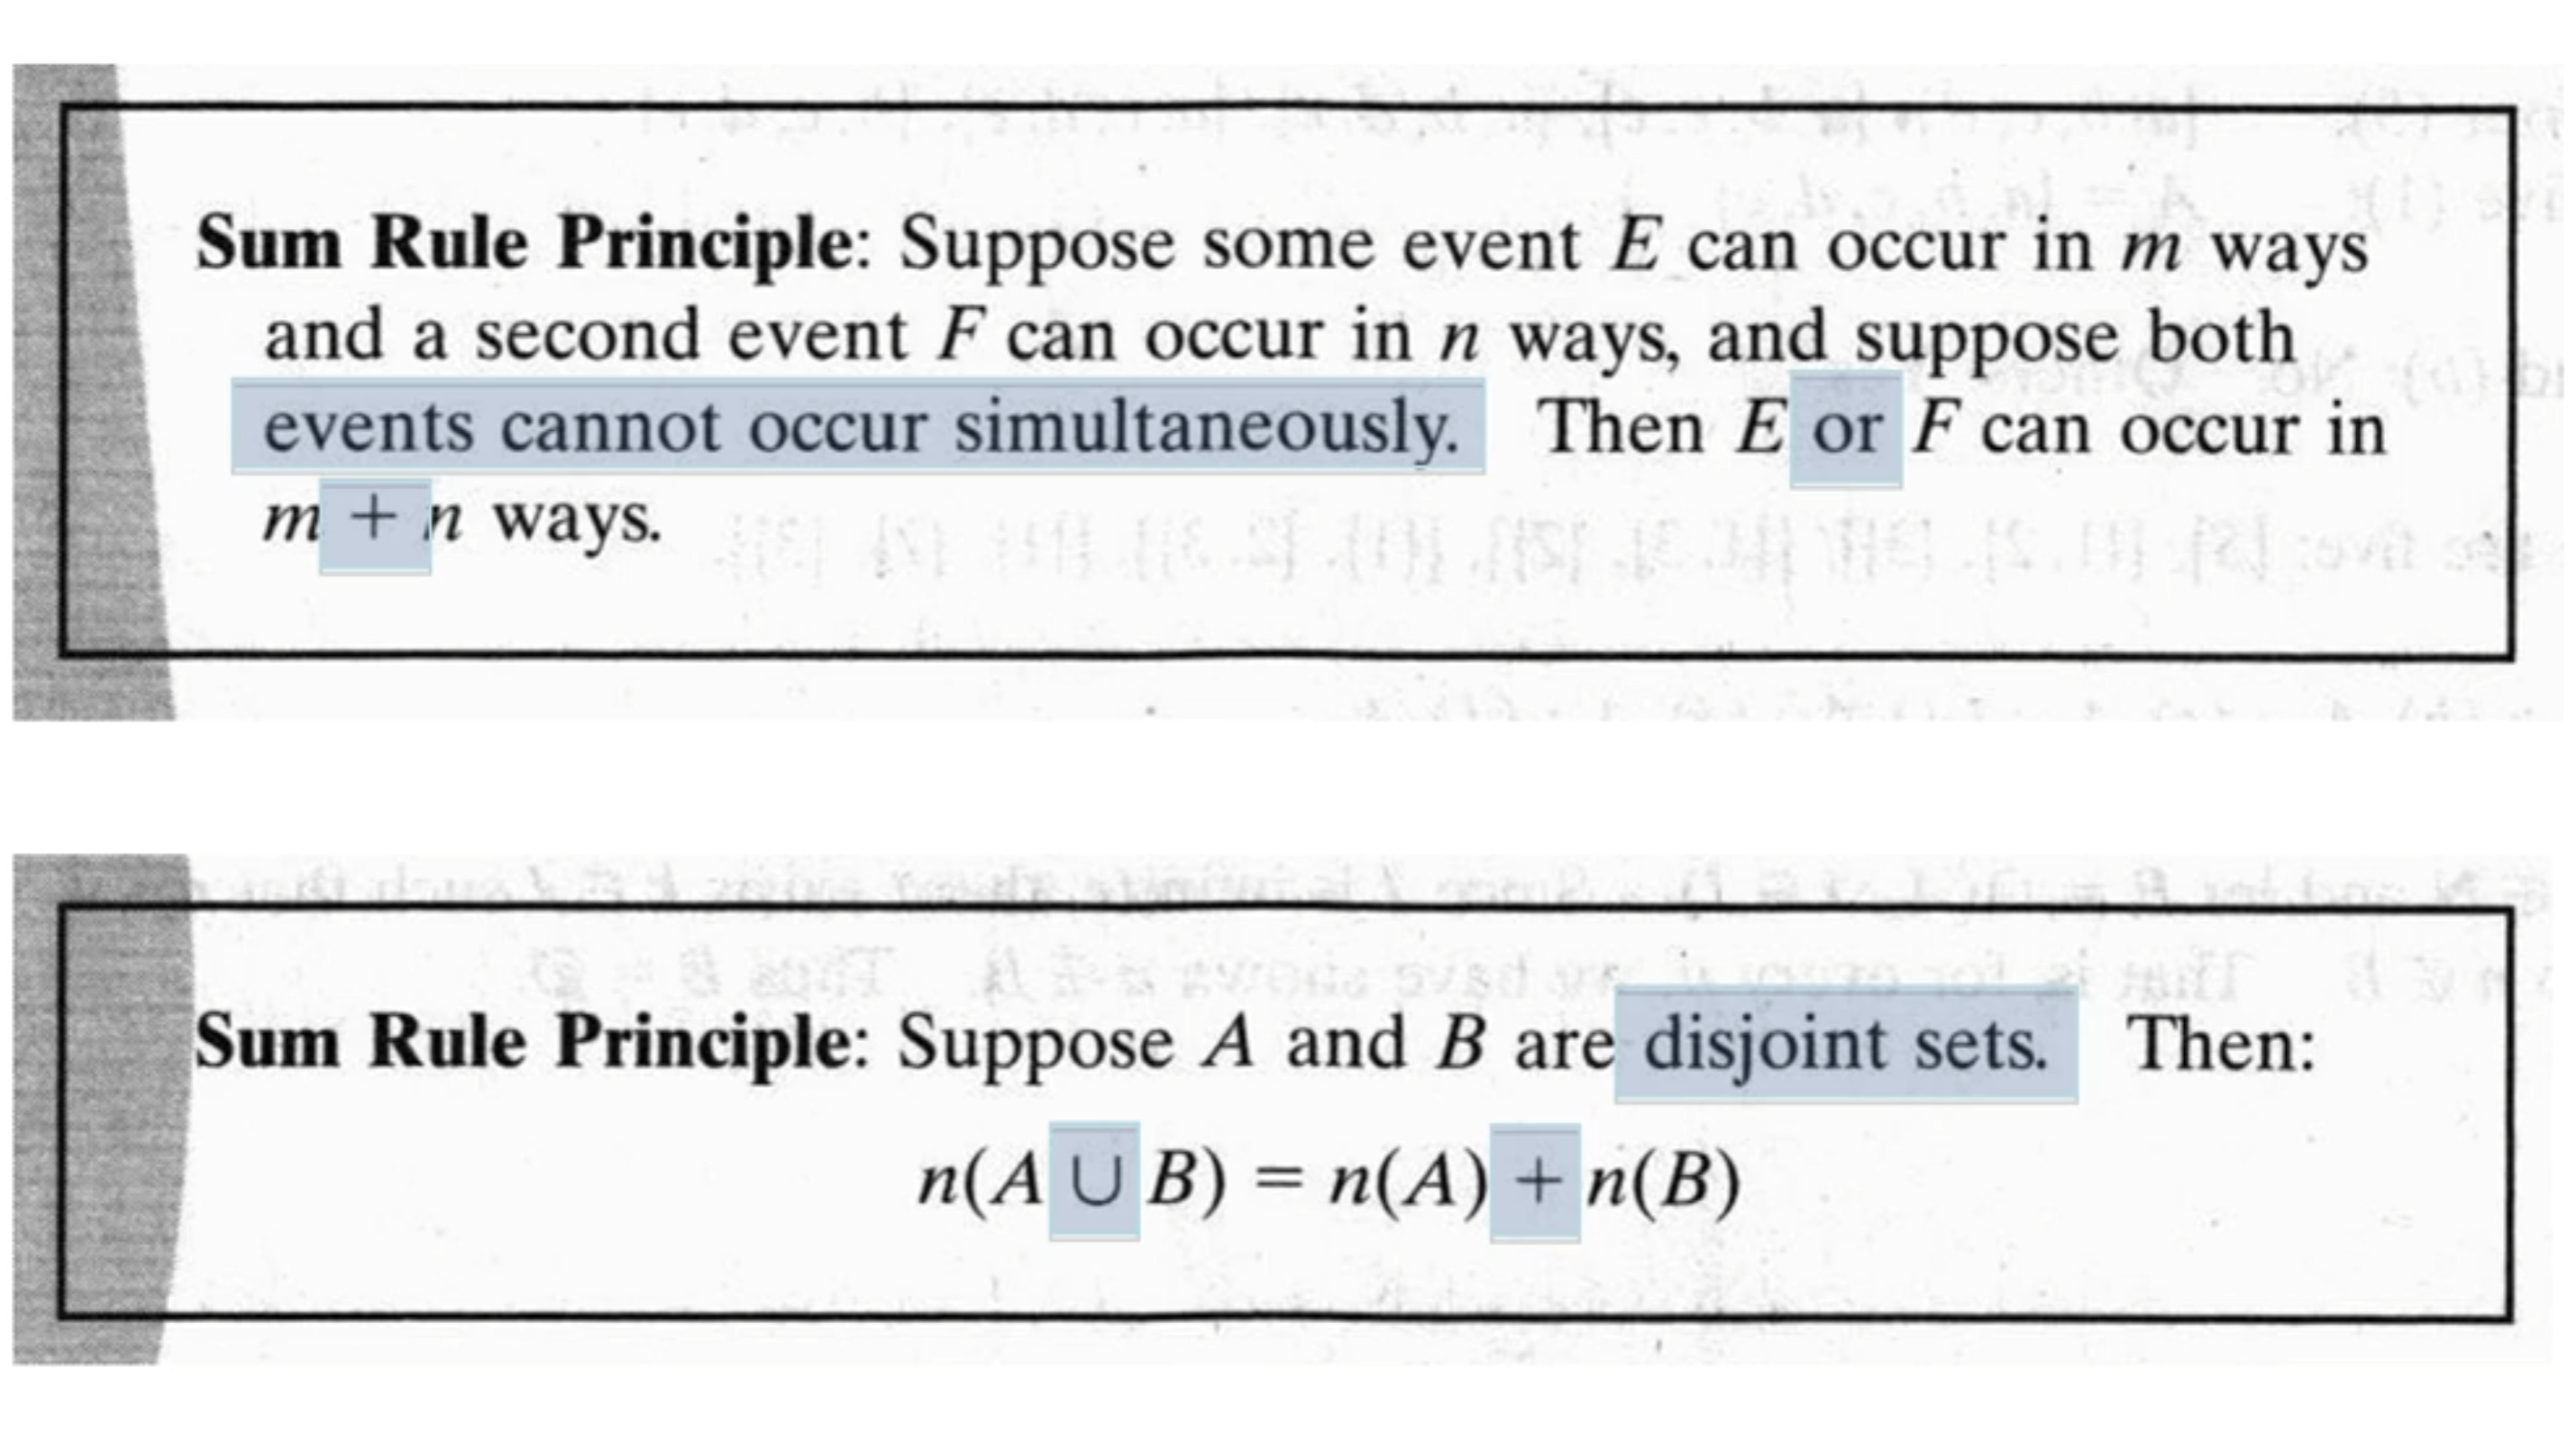 Sum Rule Principle: Suppose some event E can occur in m ways
and a second event F can occur in n ways, and suppose both
events cannot occur simultaneously. Then E or F can occur in
m + n ways.
Sum Rule Principle: Suppose A and B are disjoint sets. Then:
n(A ∪ B) = n(A) + n(B)